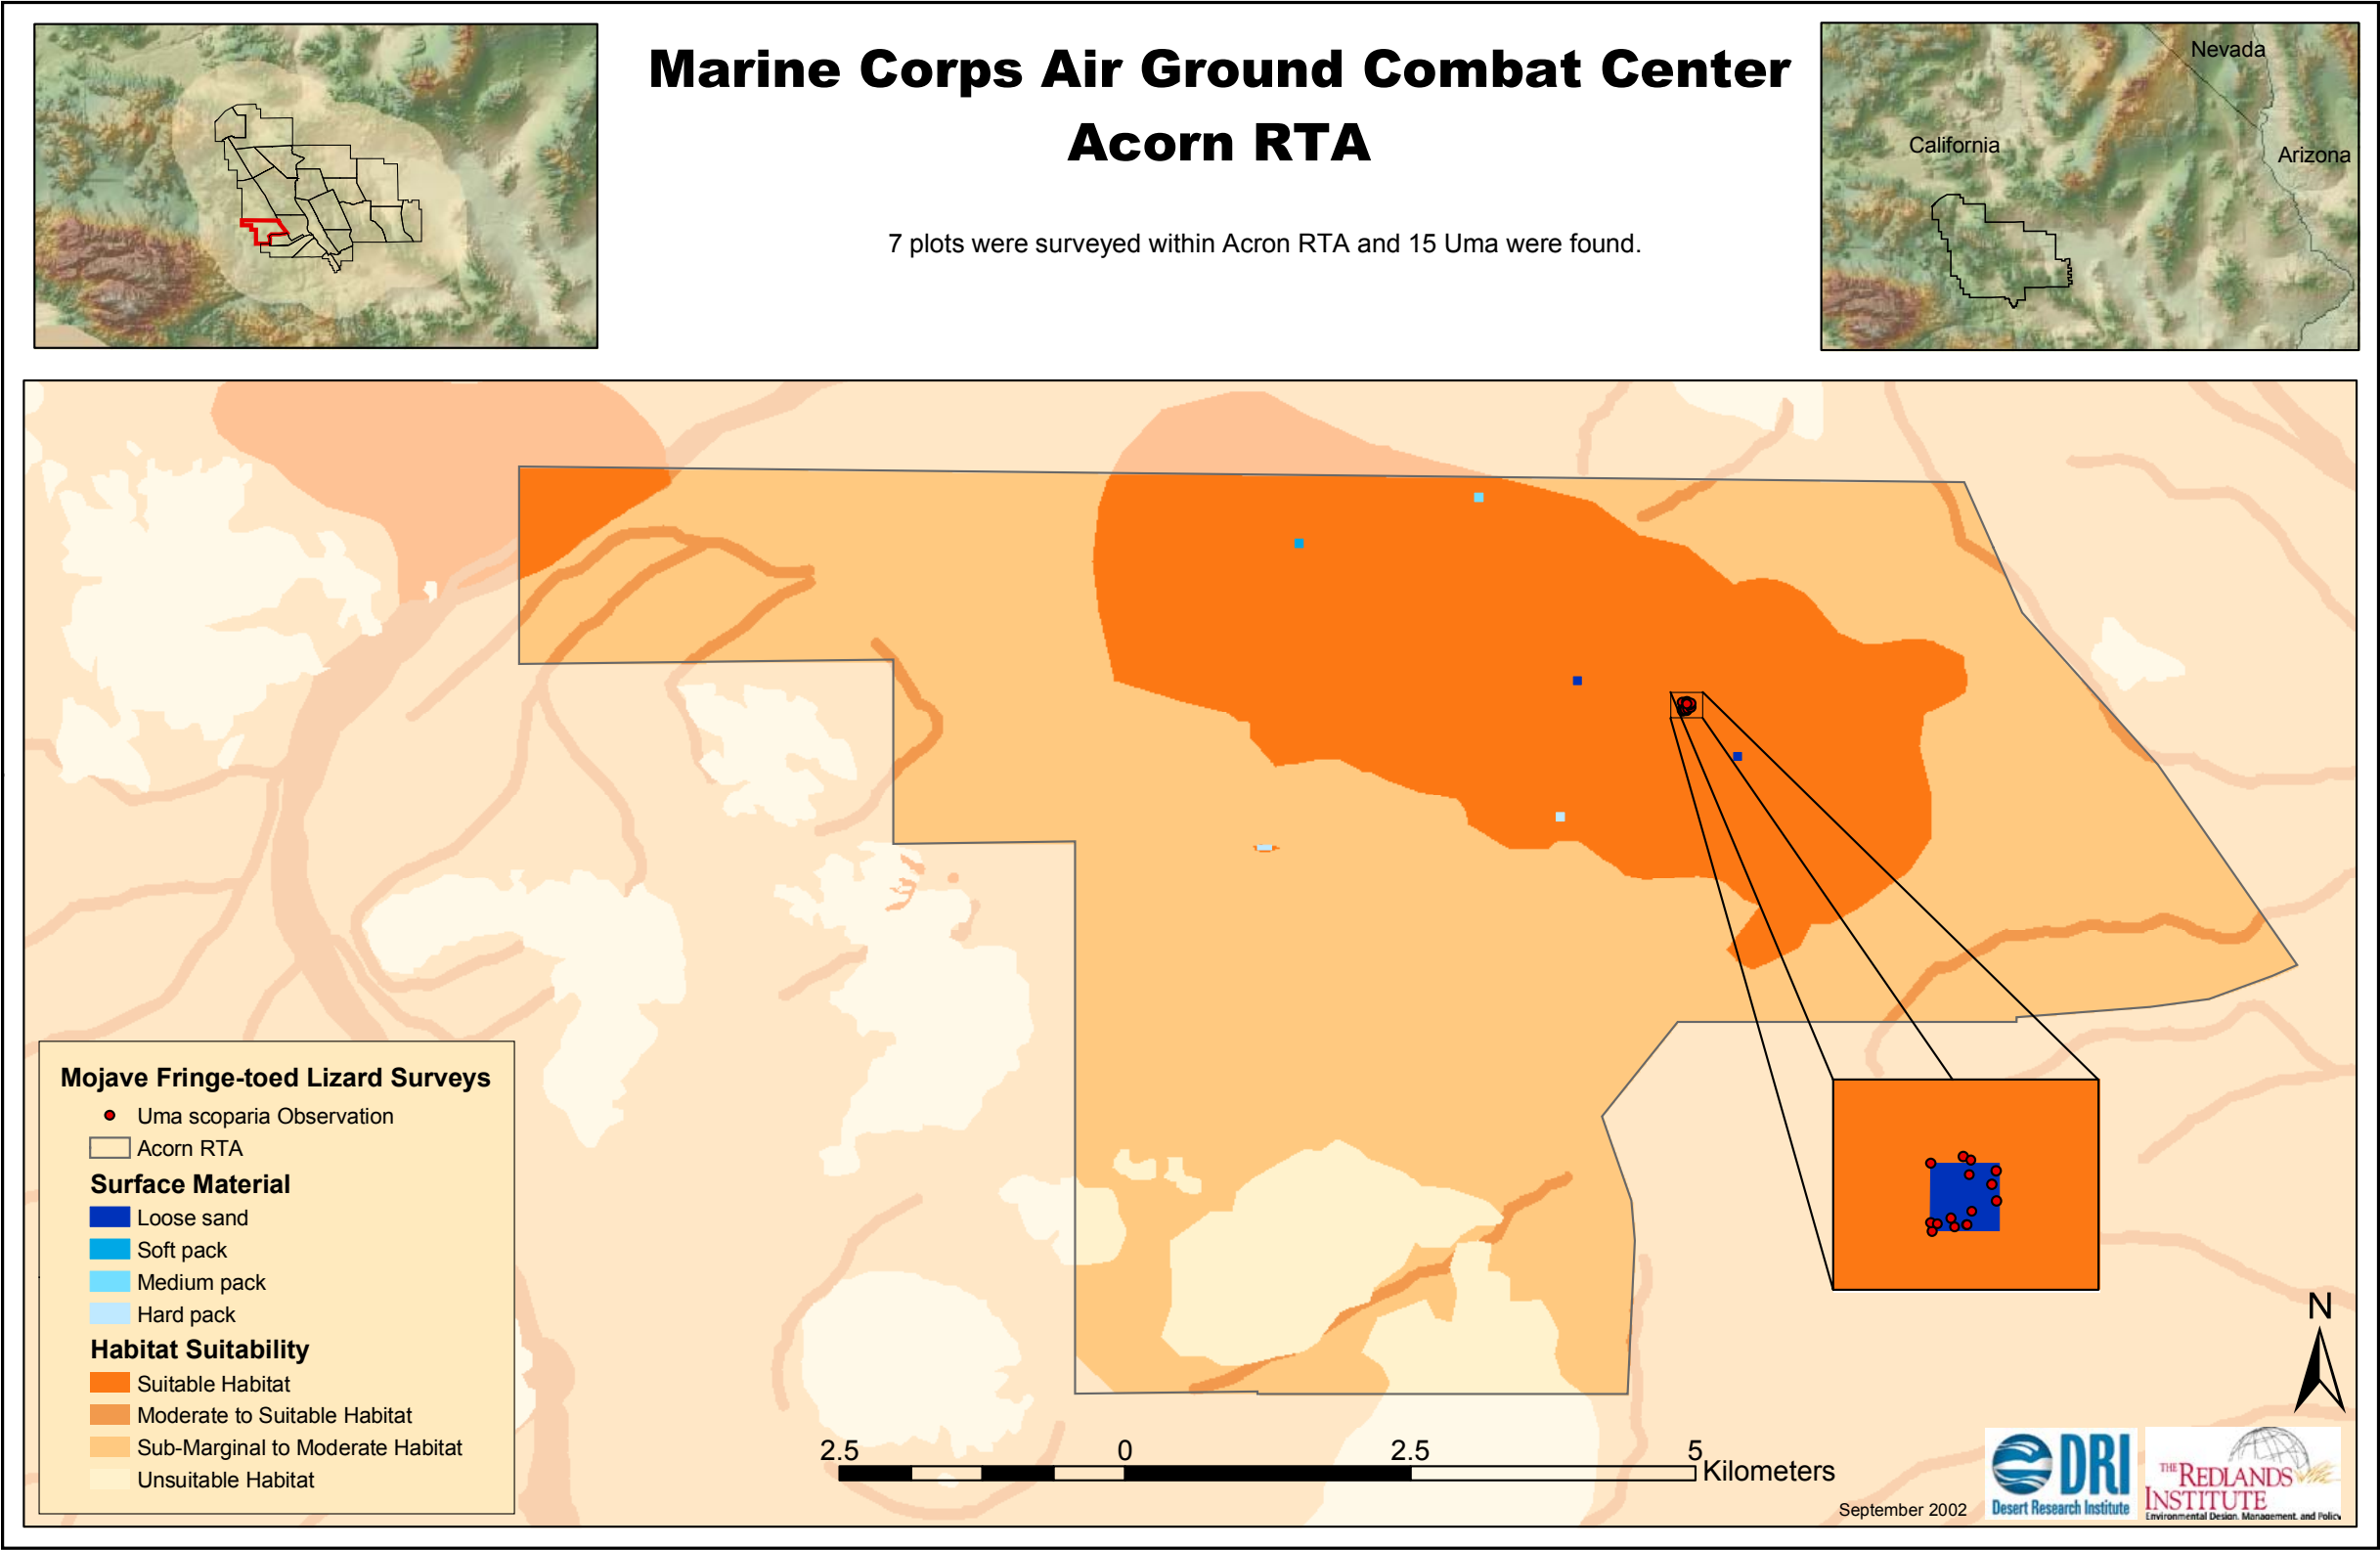 Marine Corps Air Ground Combat Center
Acorn RTA
7 plots were surveyed within Acron RTA and 15 Uma were found.
Nevada
California
Arizona
Mojave Fringe-toed Lizard Surveys
Uma scoparia Observation
Acorn RTA
Surface Material
Loose sand
Soft pack
Medium pack
Hard pack
Habitat Suitability
Suitable Habitat
Moderate to Suitable Habitat
Sub-Marginal to Moderate Habitat
Unsuitable Habitat
2.5 0 2.5 5
Kilometers
N
September 2002
DRI
Desert Research Institute
THE REDLANDS
INSTITUTE
Environmental Design, Management, and Policy